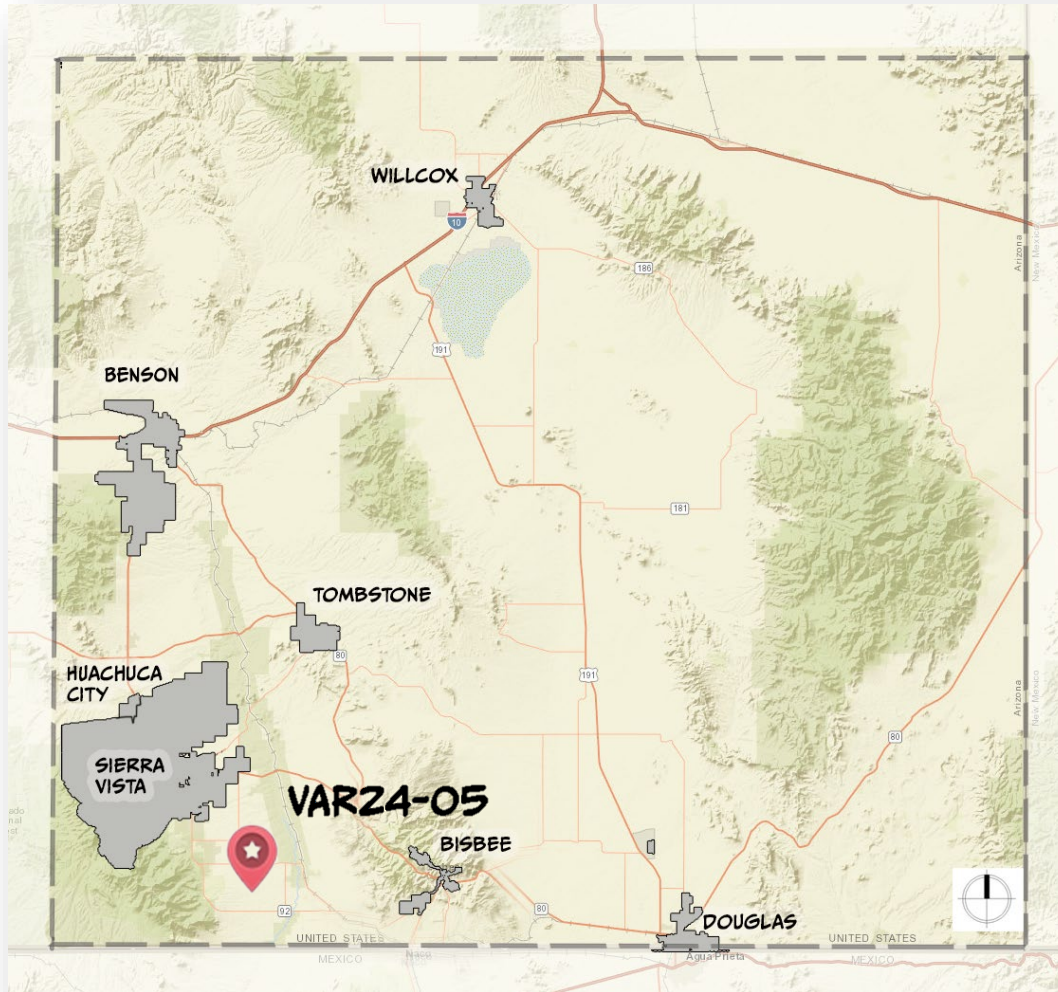 WILLCOX
10
186
Arizona
New Mexico
191
BENSON
181
TOMBSTONE
80
HUACHUCA
CITY
191
Arizona
New Mexico
SIERRA
VISTA
80
VAR24-05
BISBEE
92
80
DOUGLAS
UNITED STATES
UNITED STATES
MEXICO
Naco
Agua Prieta
MEXICO